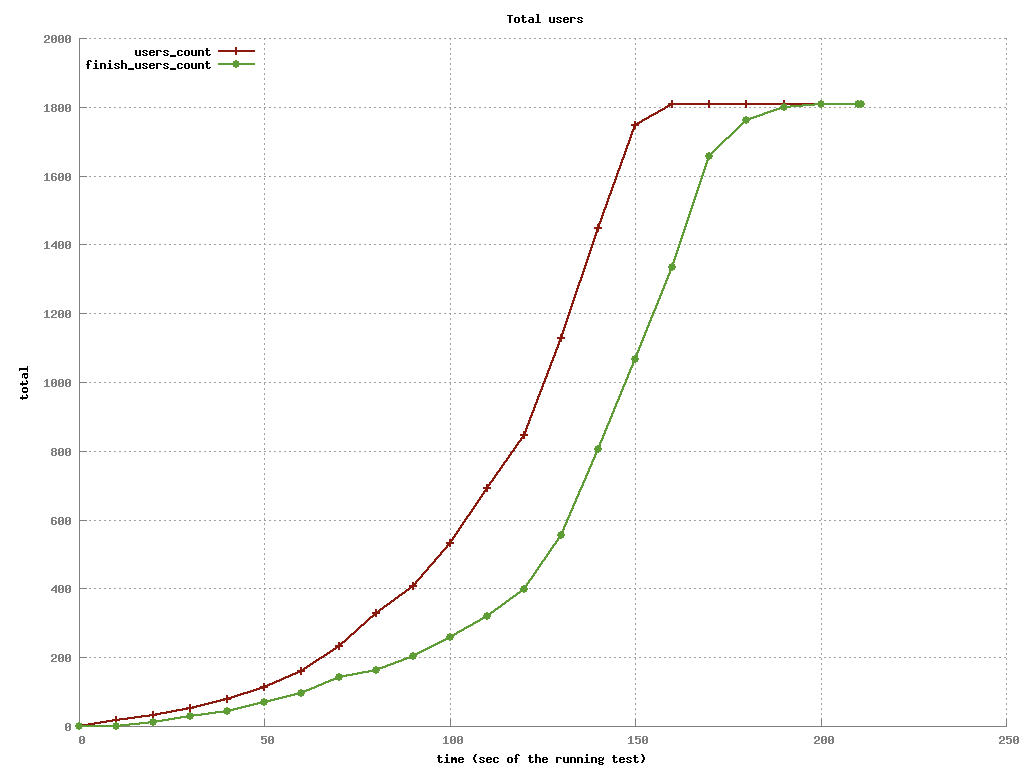 Total users
users_count
finish_users_count
2000
1800
1600
1400
1200
1000
800
600
400
200
0
total
0 50 100 150 200 250
time (sec of the running test)